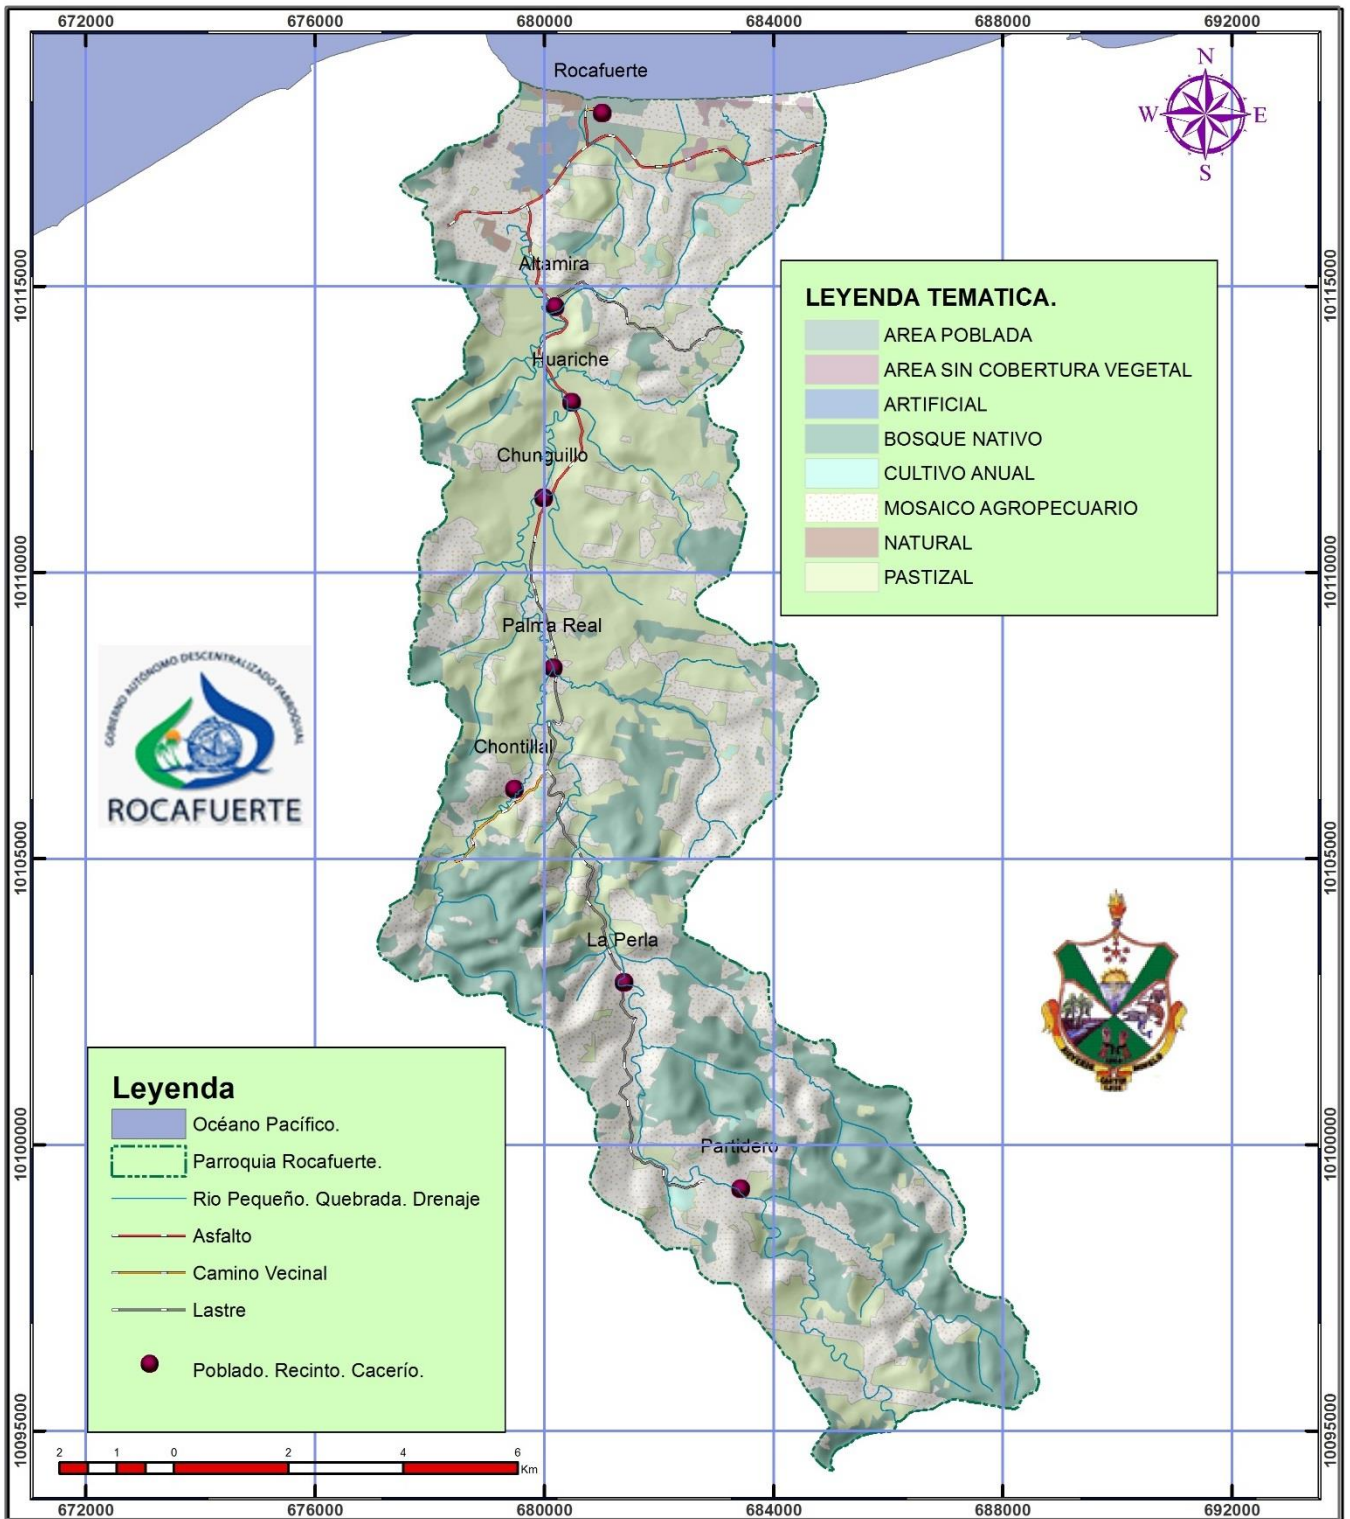 672000 676000 680000 684000 688000 692000
Rocafuerte
N
W E
S
Altamira
10115000 10115000
LEYENDA TEMATICA.
AREA POBLADA
AREA SIN COBERTURA VEGETAL
ARTIFICIAL
BOSQUE NATIVO
CULTIVO ANUAL
MOSAICO AGROPECUARIO
NATURAL
PASTIZAL
Huariche
Chunguillo
10110000 10110000
Palma Real
GOBIERNO AUTÓNOMO DESCENTRALIZADO PARROQUIAL
ROCAFUERTE
Chontillal
10105000 10105000
La Perla
Partidero
10100000 10100000
Leyenda
Océano Pacífico.
Parroquia Rocafuerte.
Rio Pequeño. Quebrada. Drenaje
Asfalto
Camino Vecinal
Lastre
Poblado. Recinto. Cacerío.
10095000 10095000
2 1 0 2 4 6
Km
672000 676000 680000 684000 688000 692000